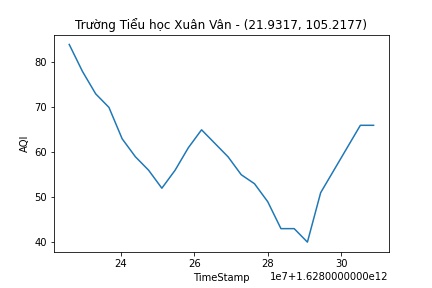 Trường Tiểu học Xuân Vân - (21.9317, 105.2177)
AQI
80
70
60
50
40
24 26 28 30
TimeStamp 1e7+1.6280000000e12